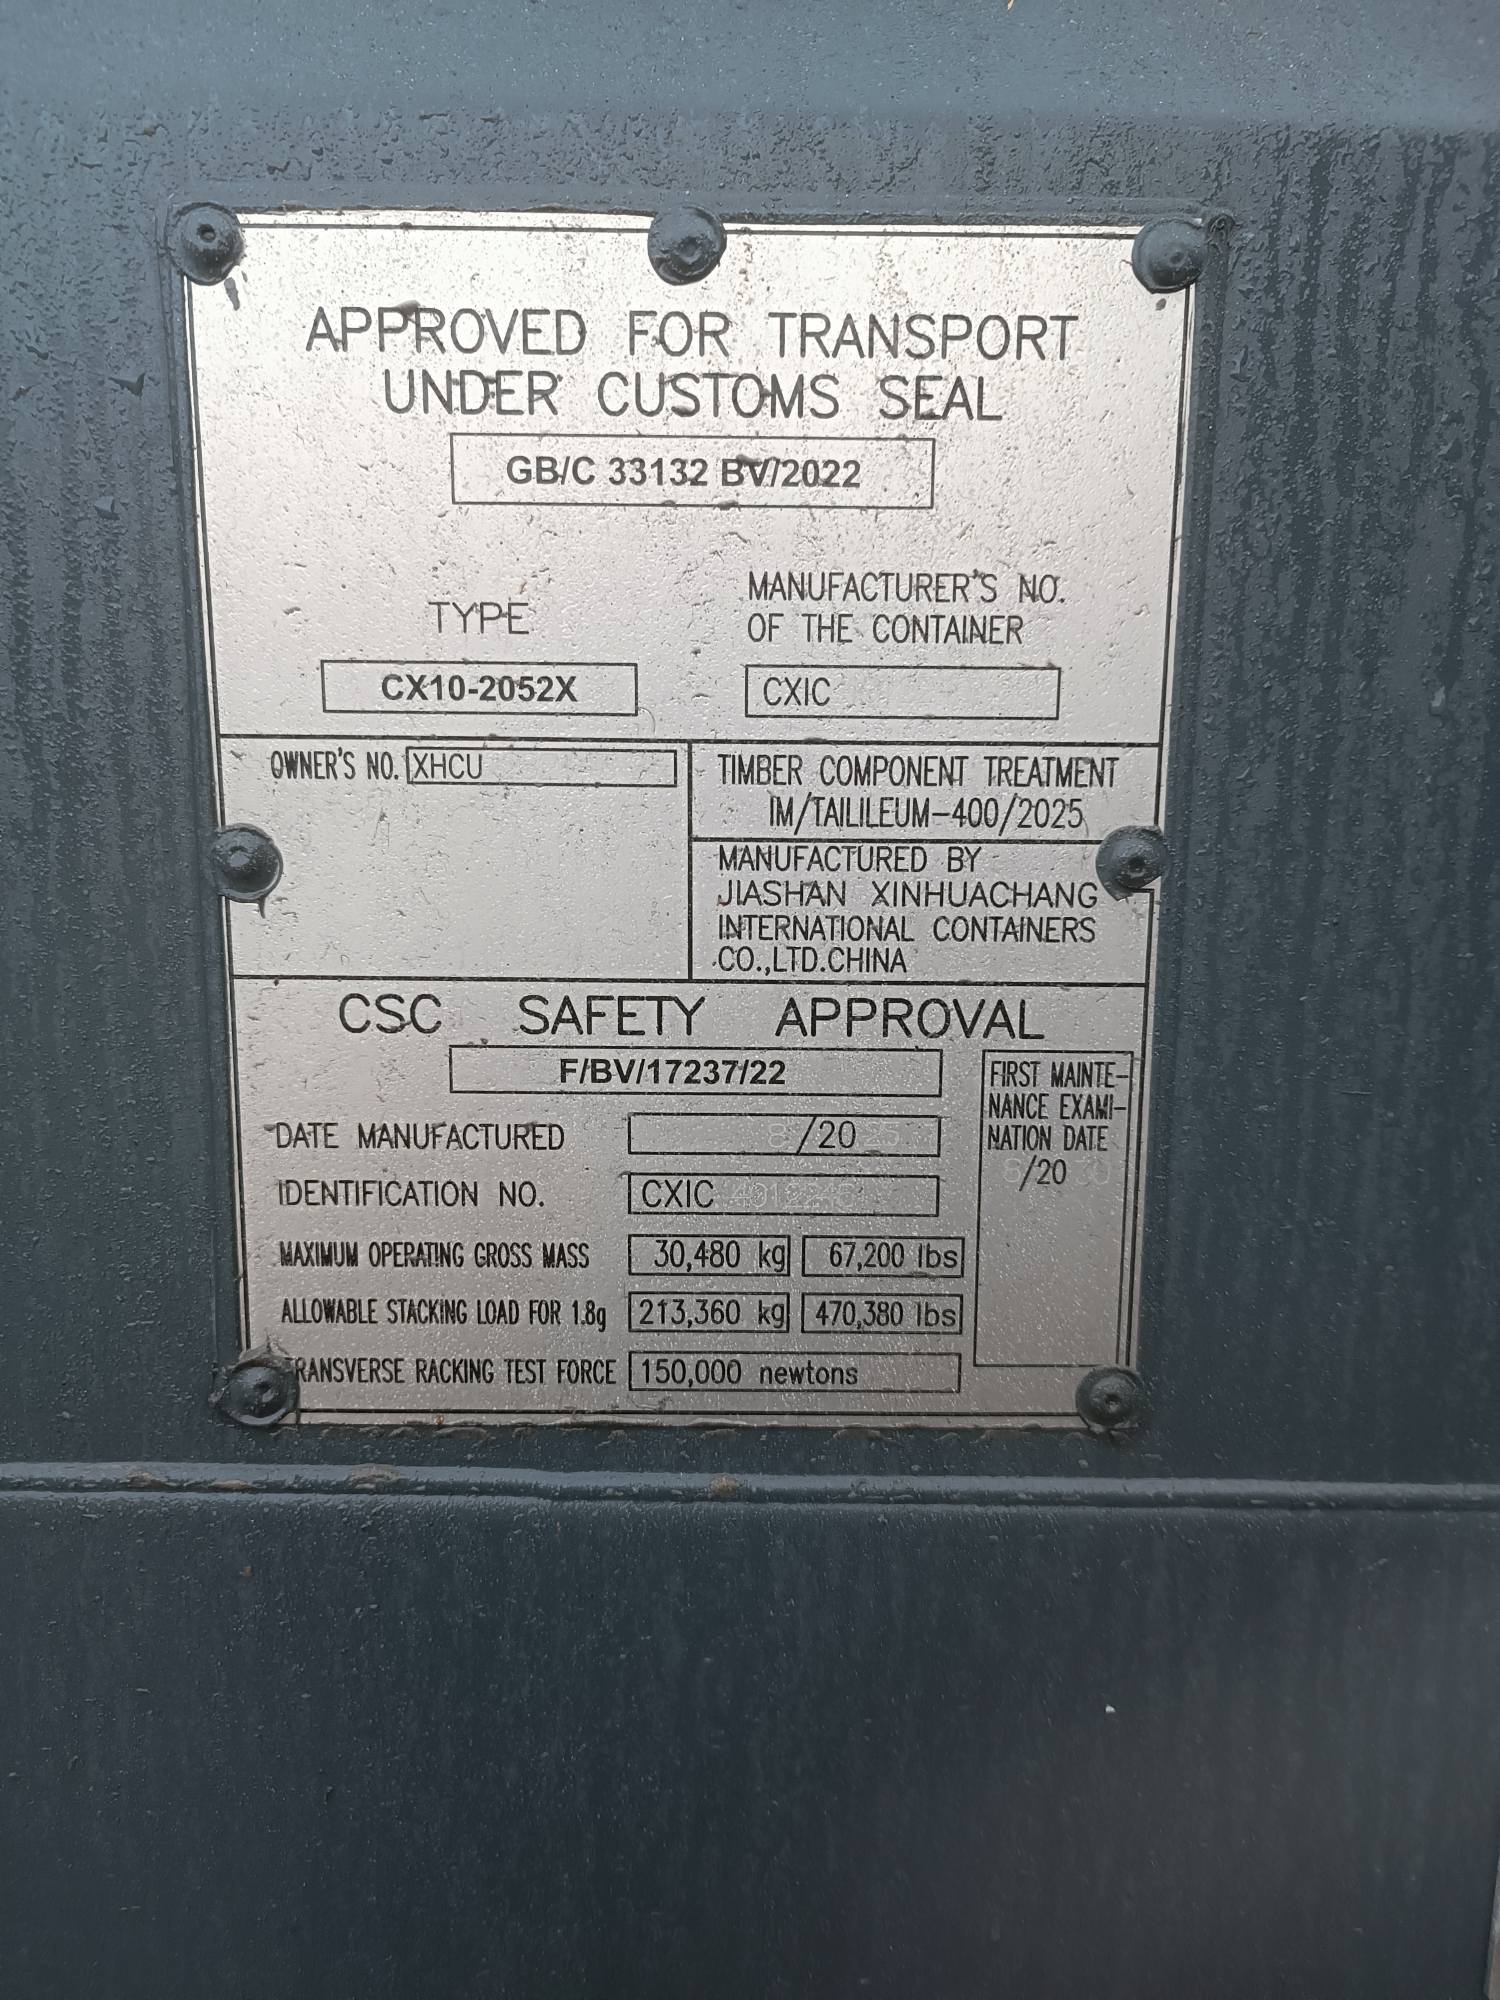 APPROVED FOR TRANSPORT
UNDER CUSTOMS SEAL
GB/C 33132 BV/2022
TYPE
CX10-2052X
MANUFACTURER'S NO.
OF THE CONTAINER
CXIC
OWNER'S NO. XHCU
TIMBER COMPONENT TREATMENT
IM/TAILILEUM-400/2025
MANUFACTURED BY
JIASHAN XINHUACHANG
INTERNATIONAL CONTAINERS
CO.,LTD.CHINA
CSC SAFETY APPROVAL
F/BV/17237/22
DATE MANUFACTURED /20
IDENTIFICATION NO. CXIC
MAXIMUM OPERATING GROSS MASS 30,480 kg 67,200 lbs
ALLOWABLE STACKING LOAD FOR 1.8g 213,360 kg 470,380 lbs
TRANSVERSE RACKING TEST FORCE 150,000 newtons
FIRST MAINTE-
NANCE EXAMI-
NATION DATE
/20